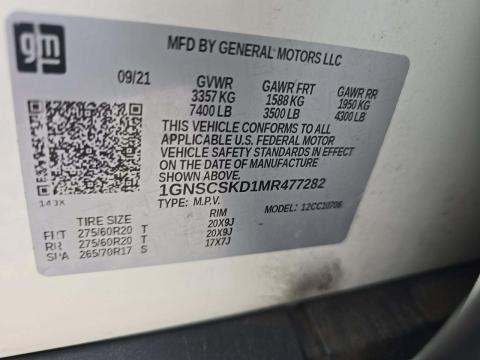 gm
MFD BY GENERAL MOTORS LLC
09/21 GVWR GAWR FRT GAWR RR
3357 KG 1588 KG 1950 KG
7400 LB 3500 LB 4300 LB
THIS VEHICLE CONFORMS TO ALL
APPLICABLE U.S. FEDERAL MOTOR
VEHICLE SAFETY STANDARDS IN EFFECT
ON THE DATE OF MANUFACTURE
SHOWN ABOVE.
1GNSCSKD1MR477282
TYPE: M.P.V. MODEL: 12CC10706
TIRE SIZE RIM
FRT 275/60R20 T 20X9J
RR 275/60R20 T 20X9J
SPA 265/70R17 S 17X7J